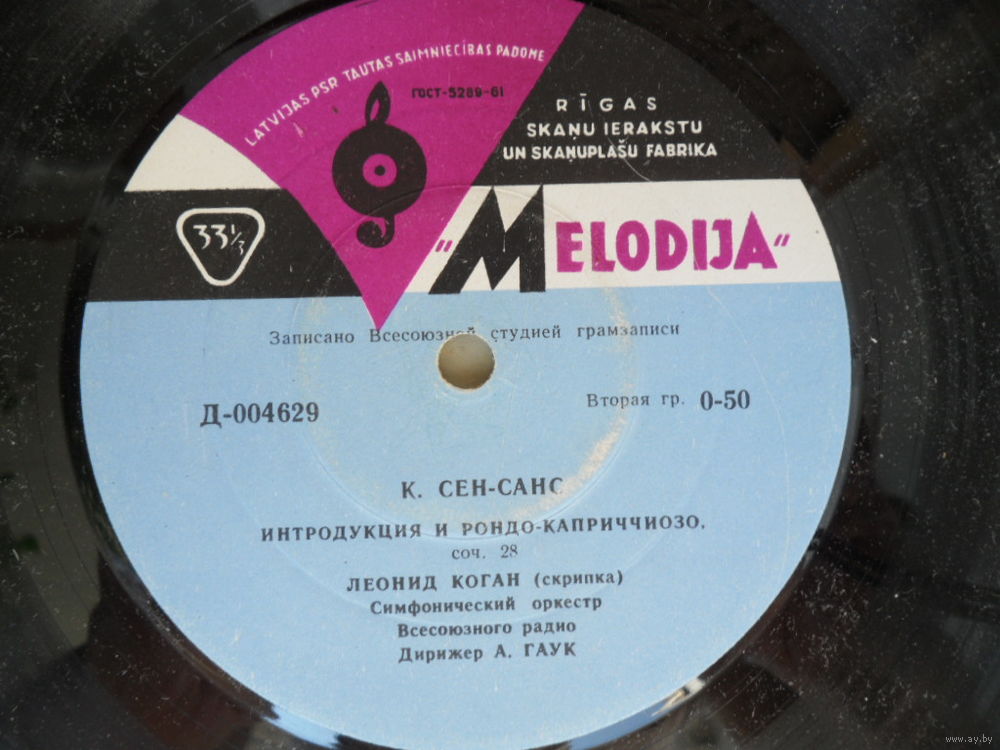 LATVIJAS PSR TAUTAS SAIMNIECĪBAS PADOME
ГОСТ-5289-61
RĪGAS
SKAŅU IERAKSTU
UN SKAŅUPLAŠU FABRIKA
33⅓
"MELODIJA"
Записано Всесоюзной студией грамзаписи
Д-004629
Вторая гр. 0-50
К. СЕН-САНС
ИНТРОДУКЦИЯ И РОНДО-КАПРИЧЧИОЗО,
соч. 28
ЛЕОНИД КОГАН (скрипка)
Симфонический оркестр
Всесоюзного радио
Дирижер А. ГАУК
www.ay.by